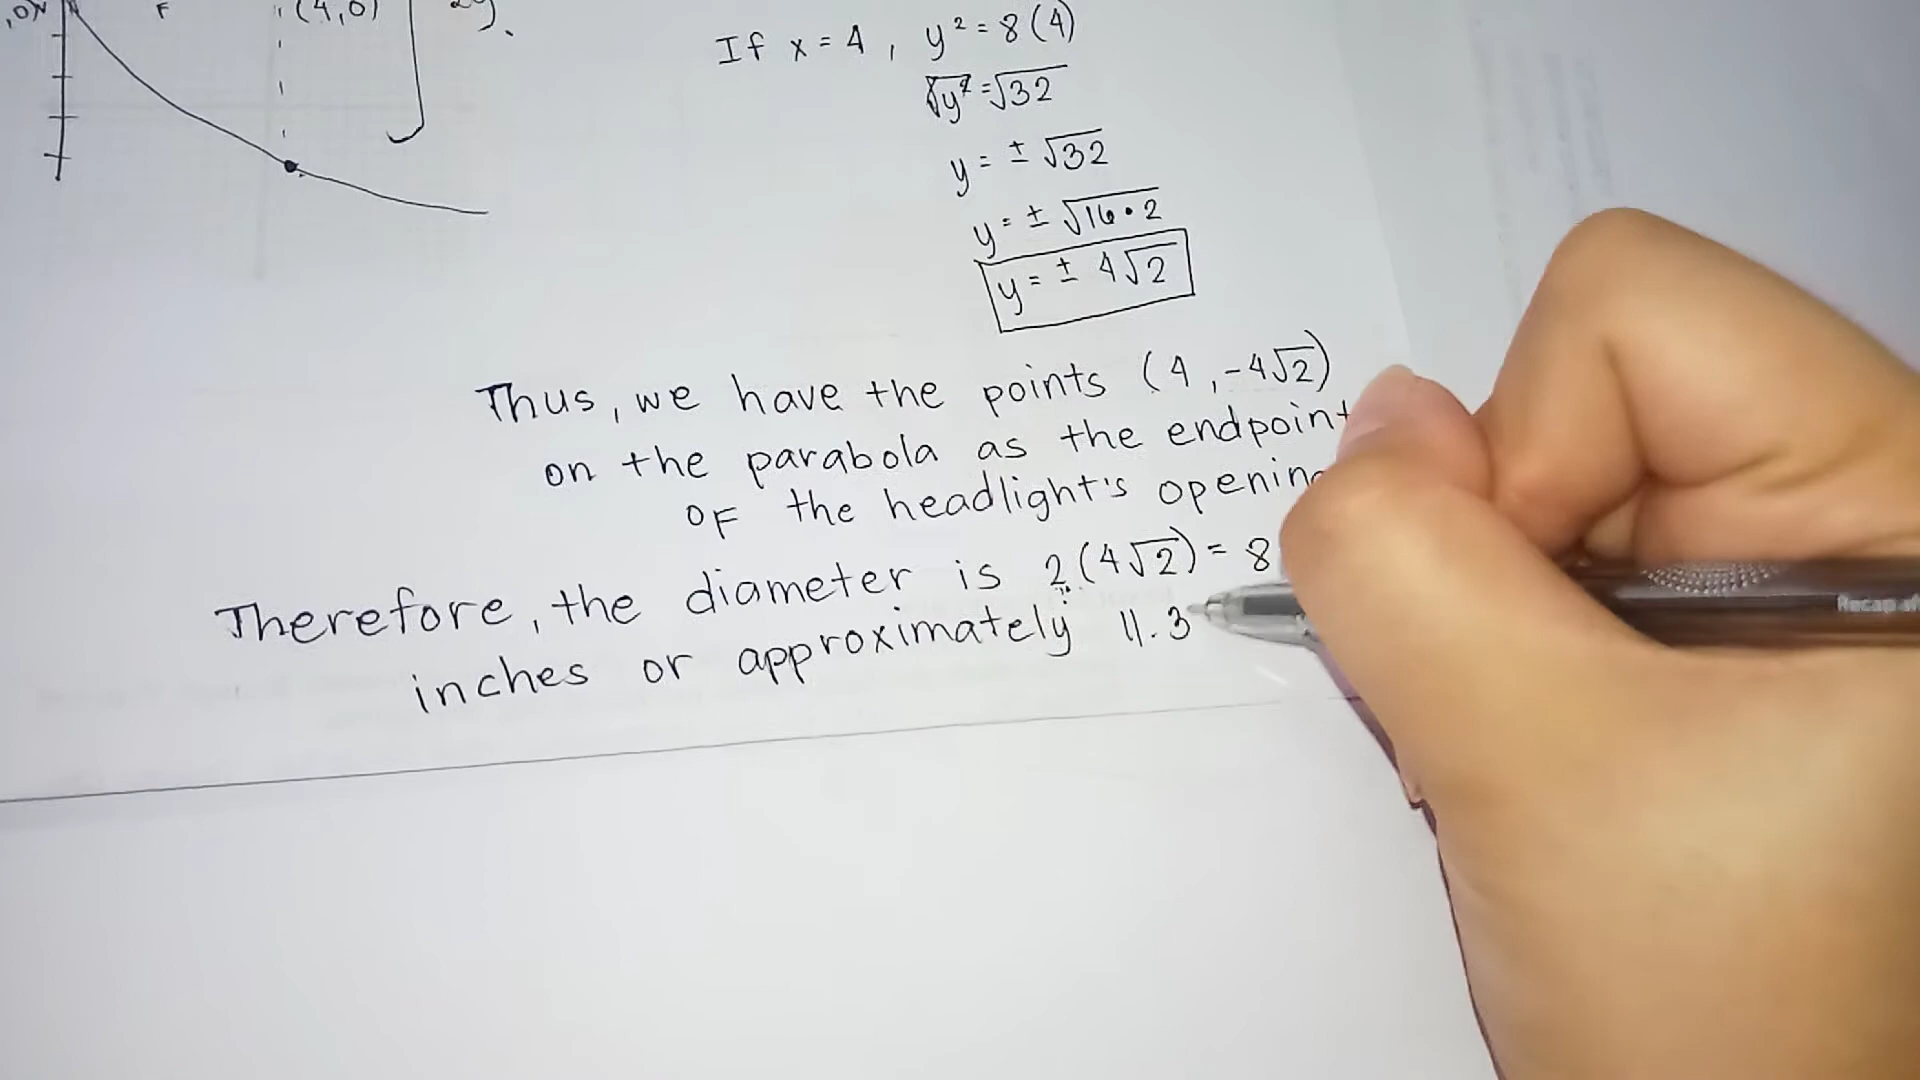 (4,0)
F
If x = 4 , y² = 8 (4)
√y² = √32
y = ± √32
y = ± √16 • 2
y = ± 4√2
Thus, we have the points (4, -4√2)
on the parabola as the endpoint
OF the headlight's opening
Therefore, the diameter is 2(4√2) = 8
inches or approximately 11.3